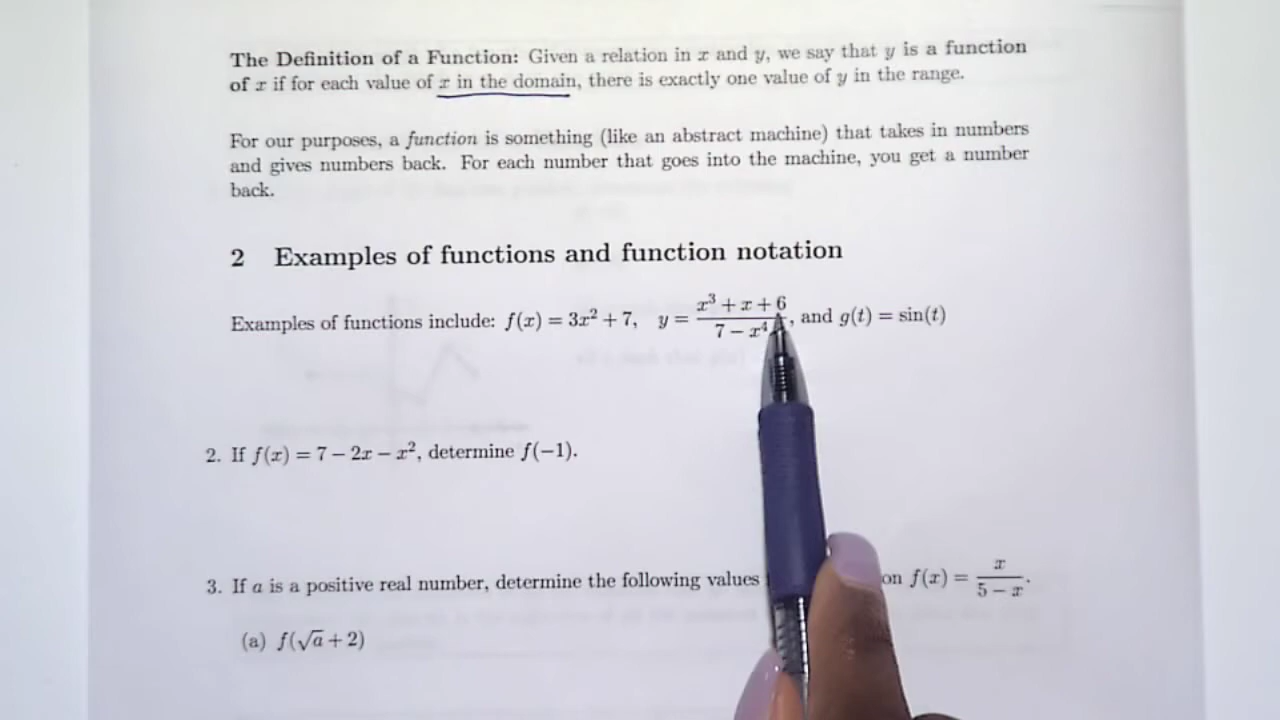 The Definition of a Function: Given a relation in x and y, we say that y is a function
of x if for each value of x in the domain, there is exactly one value of y in the range.
For our purposes, a function is something (like an abstract machine) that takes in numbers
and gives numbers back. For each number that goes into the machine, you get a number
back.
2 Examples of functions and function notation
Examples of functions include: f(x) = 3x² + 7, y = (x³ + x + 6)/(7 − x⁴), and g(t) = sin(t)
2. If f(x) = 7 − 2x − x², determine f(−1).
3. If a is a positive real number, determine the following values on f(x) = x/(5 − x).
(a) f(√a + 2)